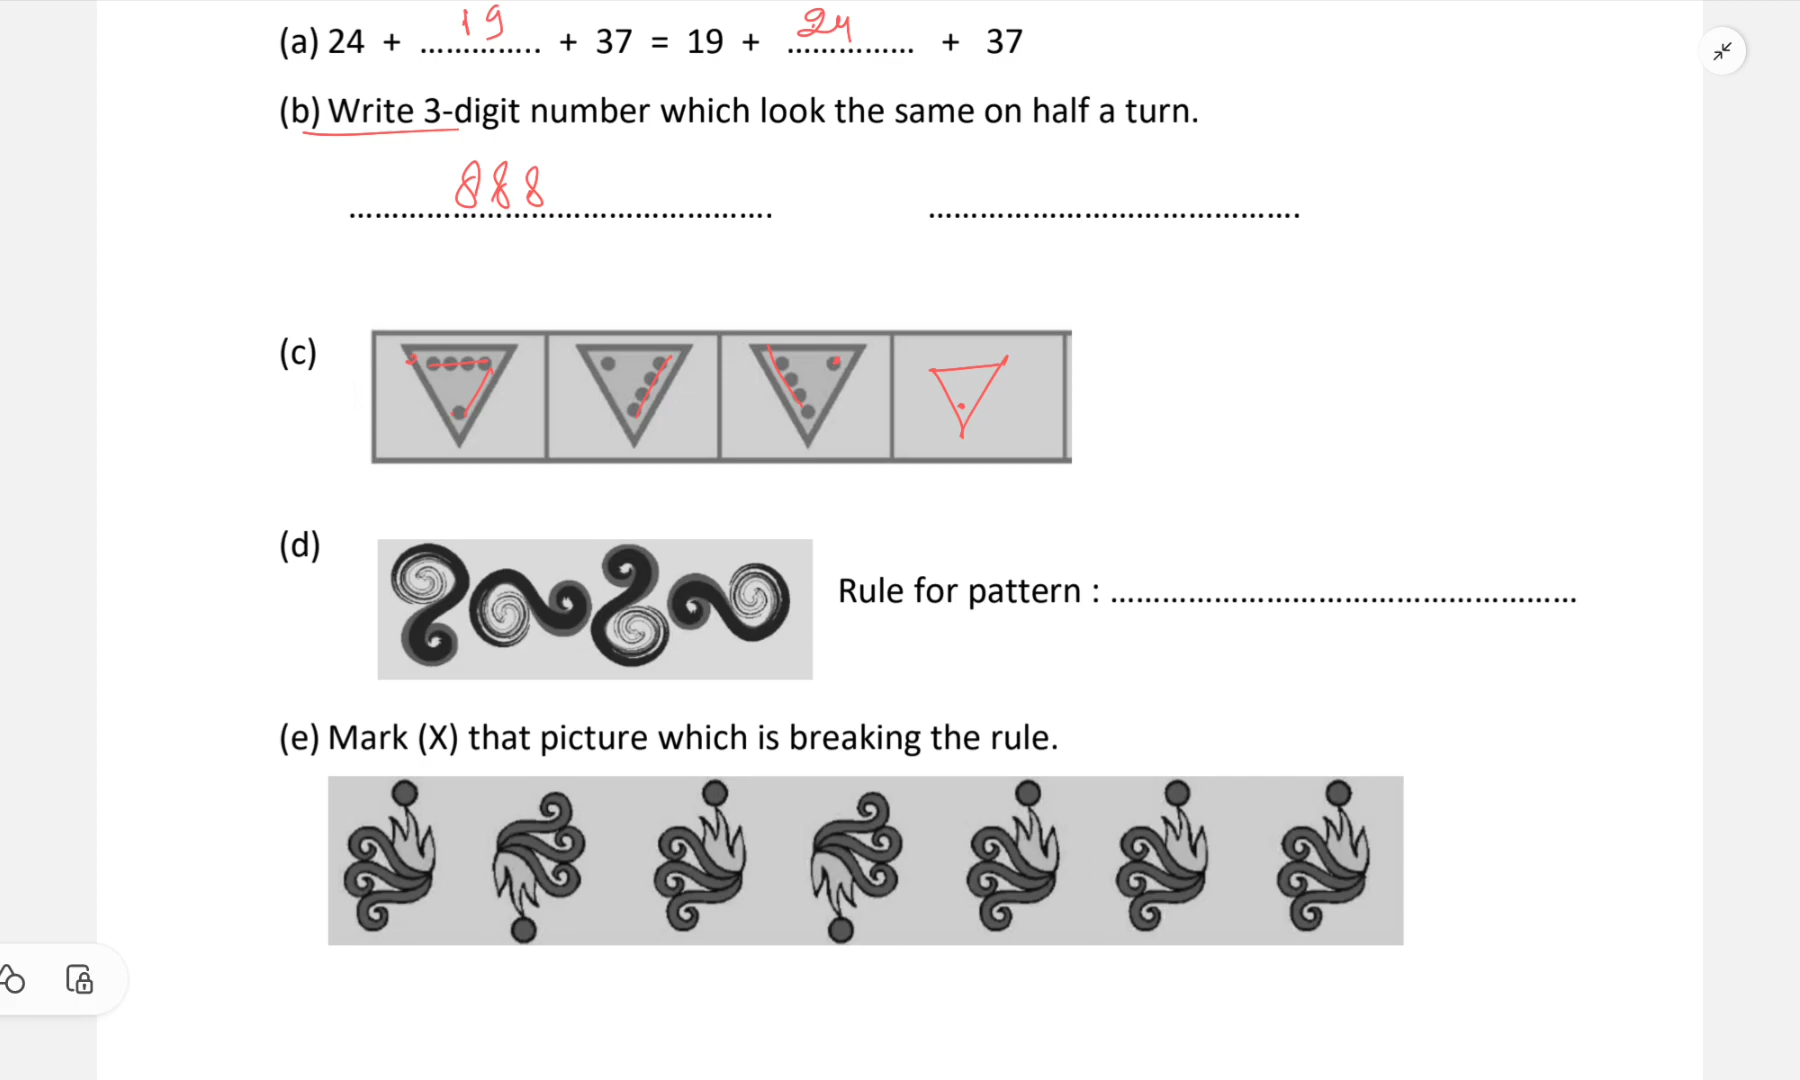 (a) 24 + ....19.... + 37 = 19 + ....24.... + 37
(b) Write 3-digit number which look the same on half a turn.
888
(c)
(d)
Rule for pattern : ......................................................
(e) Mark (X) that picture which is breaking the rule.